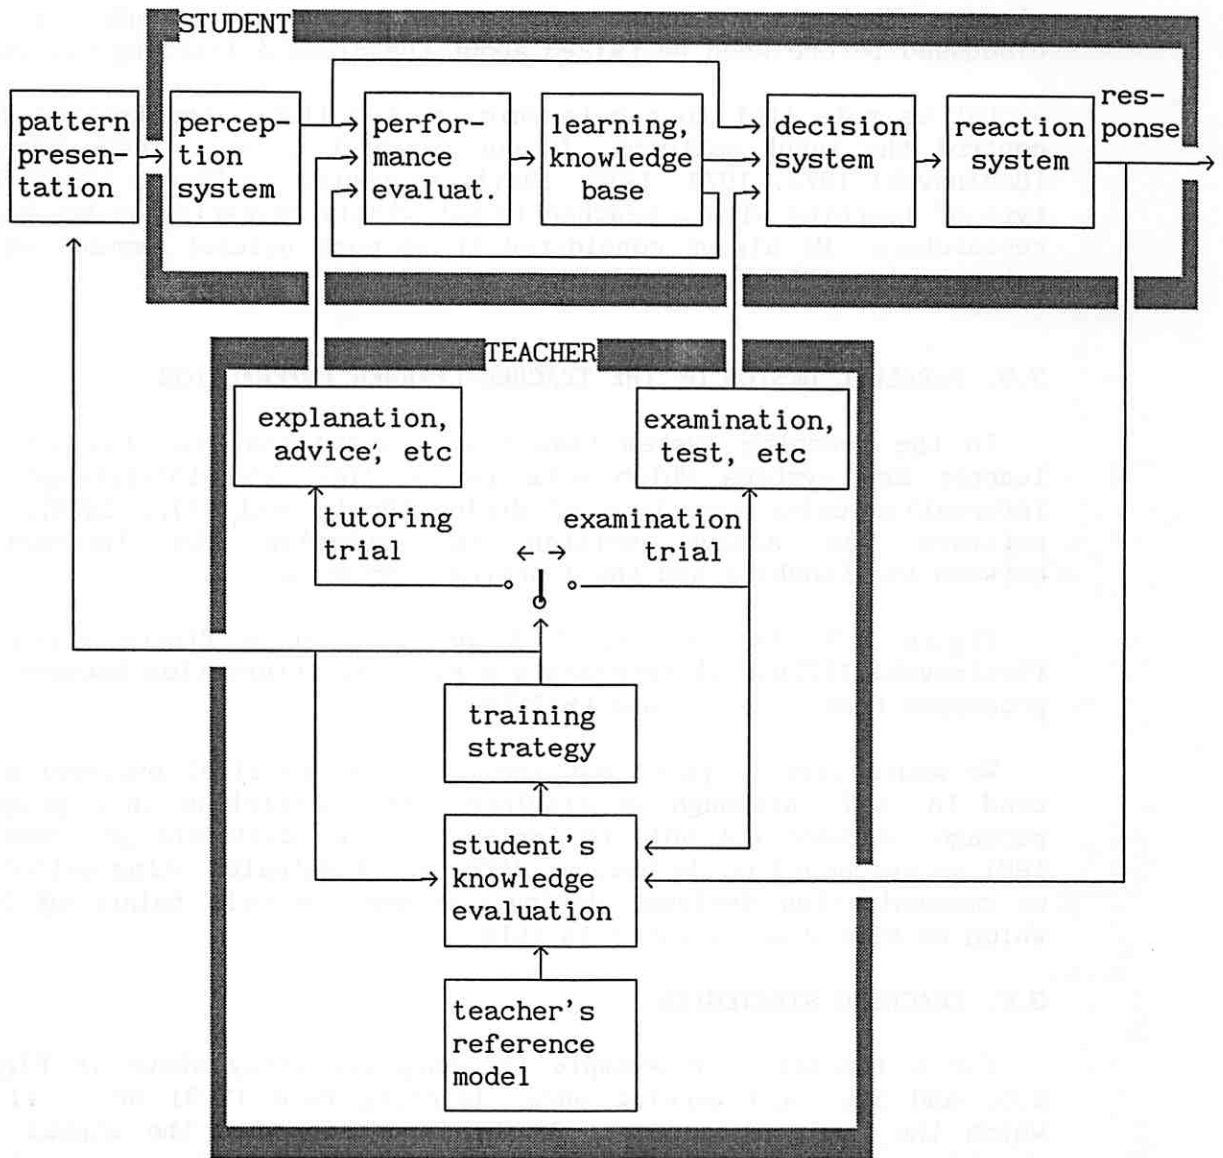 STUDENT
pattern
presen-
tation
percep-
tion
system
perfor-
mance
evaluat.
learning,
knowledge
base
decision
system
reaction
system
res-
ponse
TEACHER
explanation,
advice, etc
examination,
test, etc
tutoring
trial
examination
trial
training
strategy
student's
knowledge
evaluation
teacher's
reference
model